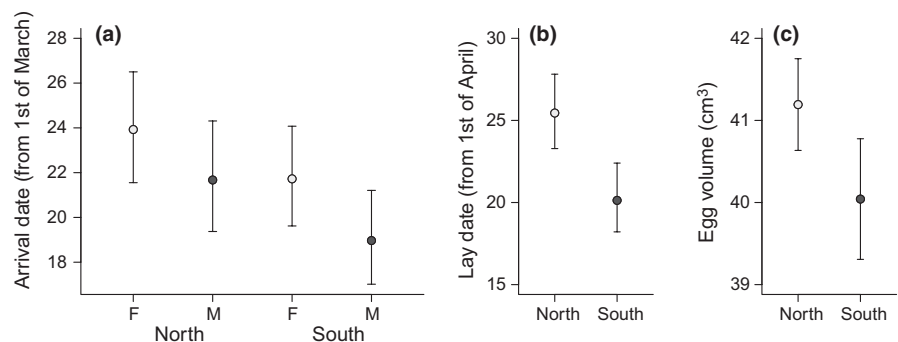 (a)
Arrival date (from 1st of March)
28
26
24
22
20
18
F
M
F
M
North
South
(b)
Lay date (from 1st of April)
30
25
20
15
North
South
(c)
Egg volume (cm³)
42
41
40
39
North
South